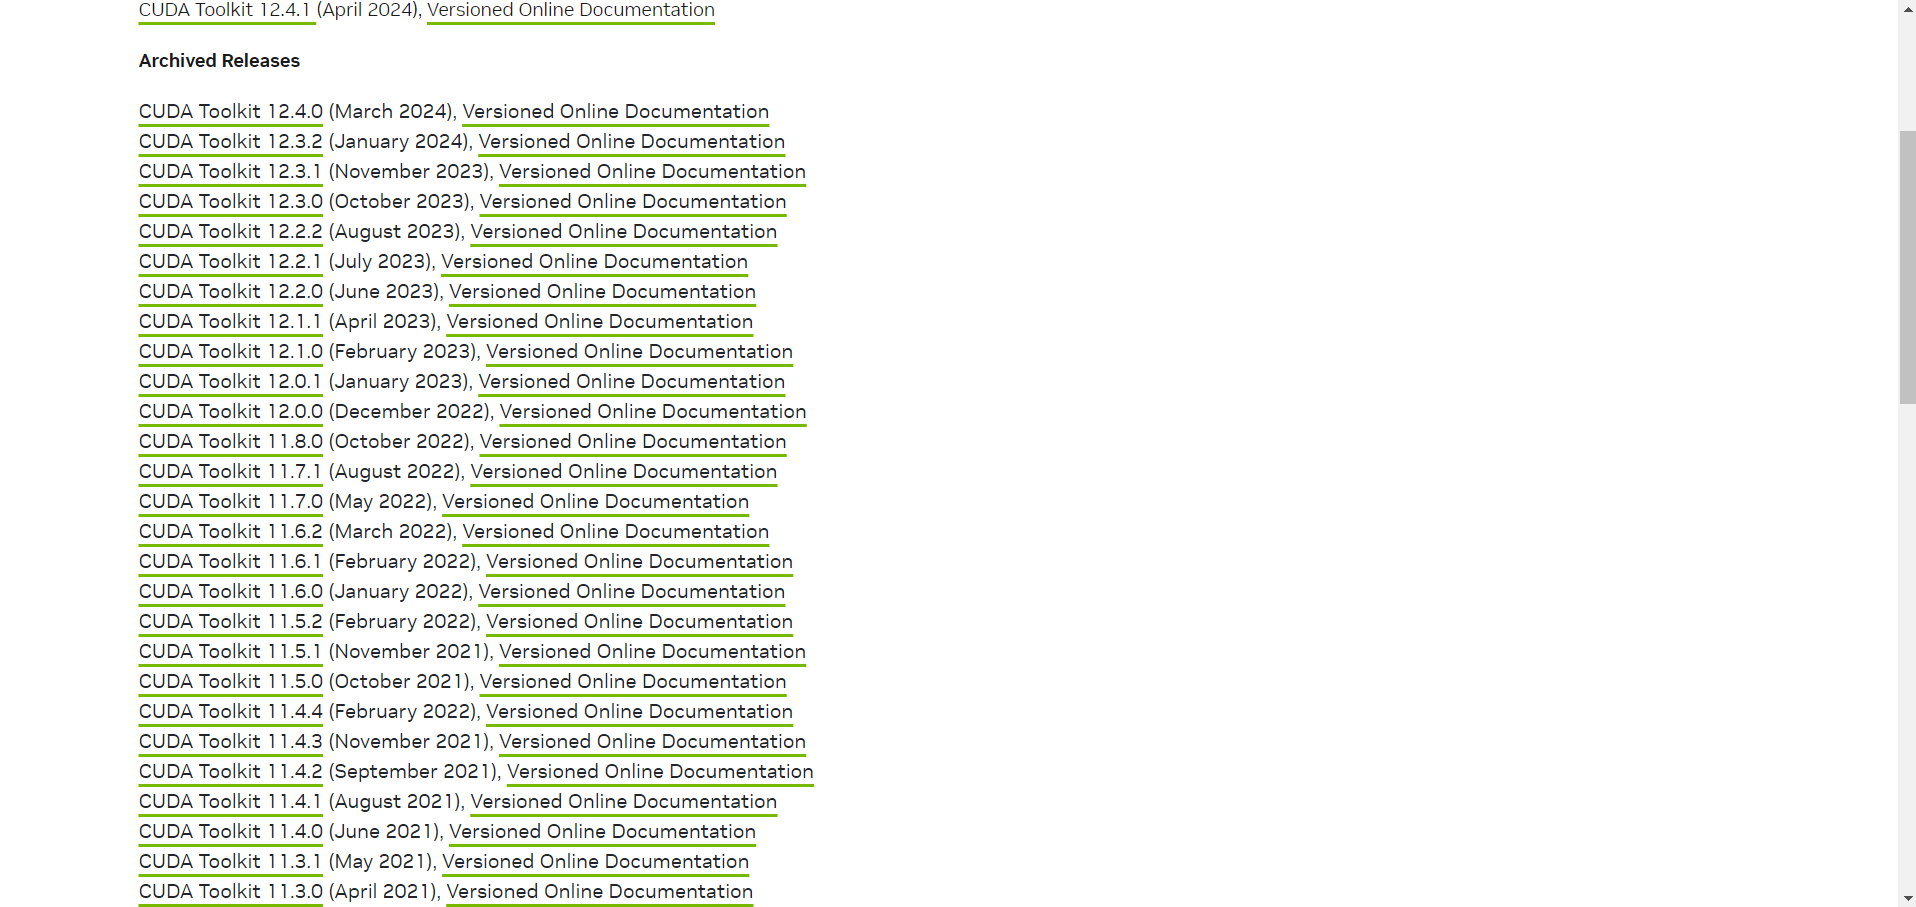 CUDA Toolkit 12.4.1 (April 2024), Versioned Online Documentation
Archived Releases
CUDA Toolkit 12.4.0 (March 2024), Versioned Online Documentation
CUDA Toolkit 12.3.2 (January 2024), Versioned Online Documentation
CUDA Toolkit 12.3.1 (November 2023), Versioned Online Documentation
CUDA Toolkit 12.3.0 (October 2023), Versioned Online Documentation
CUDA Toolkit 12.2.2 (August 2023), Versioned Online Documentation
CUDA Toolkit 12.2.1 (July 2023), Versioned Online Documentation
CUDA Toolkit 12.2.0 (June 2023), Versioned Online Documentation
CUDA Toolkit 12.1.1 (April 2023), Versioned Online Documentation
CUDA Toolkit 12.1.0 (February 2023), Versioned Online Documentation
CUDA Toolkit 12.0.1 (January 2023), Versioned Online Documentation
CUDA Toolkit 12.0.0 (December 2022), Versioned Online Documentation
CUDA Toolkit 11.8.0 (October 2022), Versioned Online Documentation
CUDA Toolkit 11.7.1 (August 2022), Versioned Online Documentation
CUDA Toolkit 11.7.0 (May 2022), Versioned Online Documentation
CUDA Toolkit 11.6.2 (March 2022), Versioned Online Documentation
CUDA Toolkit 11.6.1 (February 2022), Versioned Online Documentation
CUDA Toolkit 11.6.0 (January 2022), Versioned Online Documentation
CUDA Toolkit 11.5.2 (February 2022), Versioned Online Documentation
CUDA Toolkit 11.5.1 (November 2021), Versioned Online Documentation
CUDA Toolkit 11.5.0 (October 2021), Versioned Online Documentation
CUDA Toolkit 11.4.4 (February 2022), Versioned Online Documentation
CUDA Toolkit 11.4.3 (November 2021), Versioned Online Documentation
CUDA Toolkit 11.4.2 (September 2021), Versioned Online Documentation
CUDA Toolkit 11.4.1 (August 2021), Versioned Online Documentation
CUDA Toolkit 11.4.0 (June 2021), Versioned Online Documentation
CUDA Toolkit 11.3.1 (May 2021), Versioned Online Documentation
CUDA Toolkit 11.3.0 (April 2021), Versioned Online Documentation